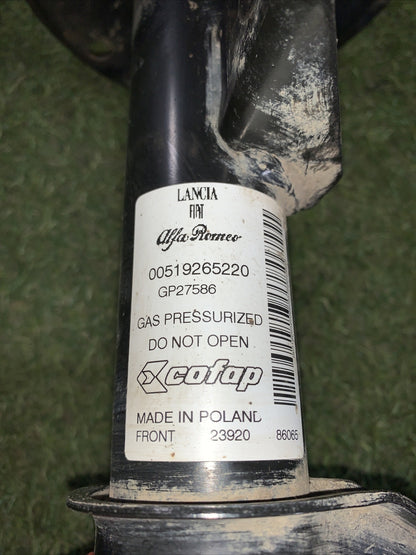 LANCIA
FIAT
Alfa Romeo
00519265220
GP27586
GAS PRESSURIZED
DO NOT OPEN
cofap
MADE IN POLAND
FRONT 23920 86065